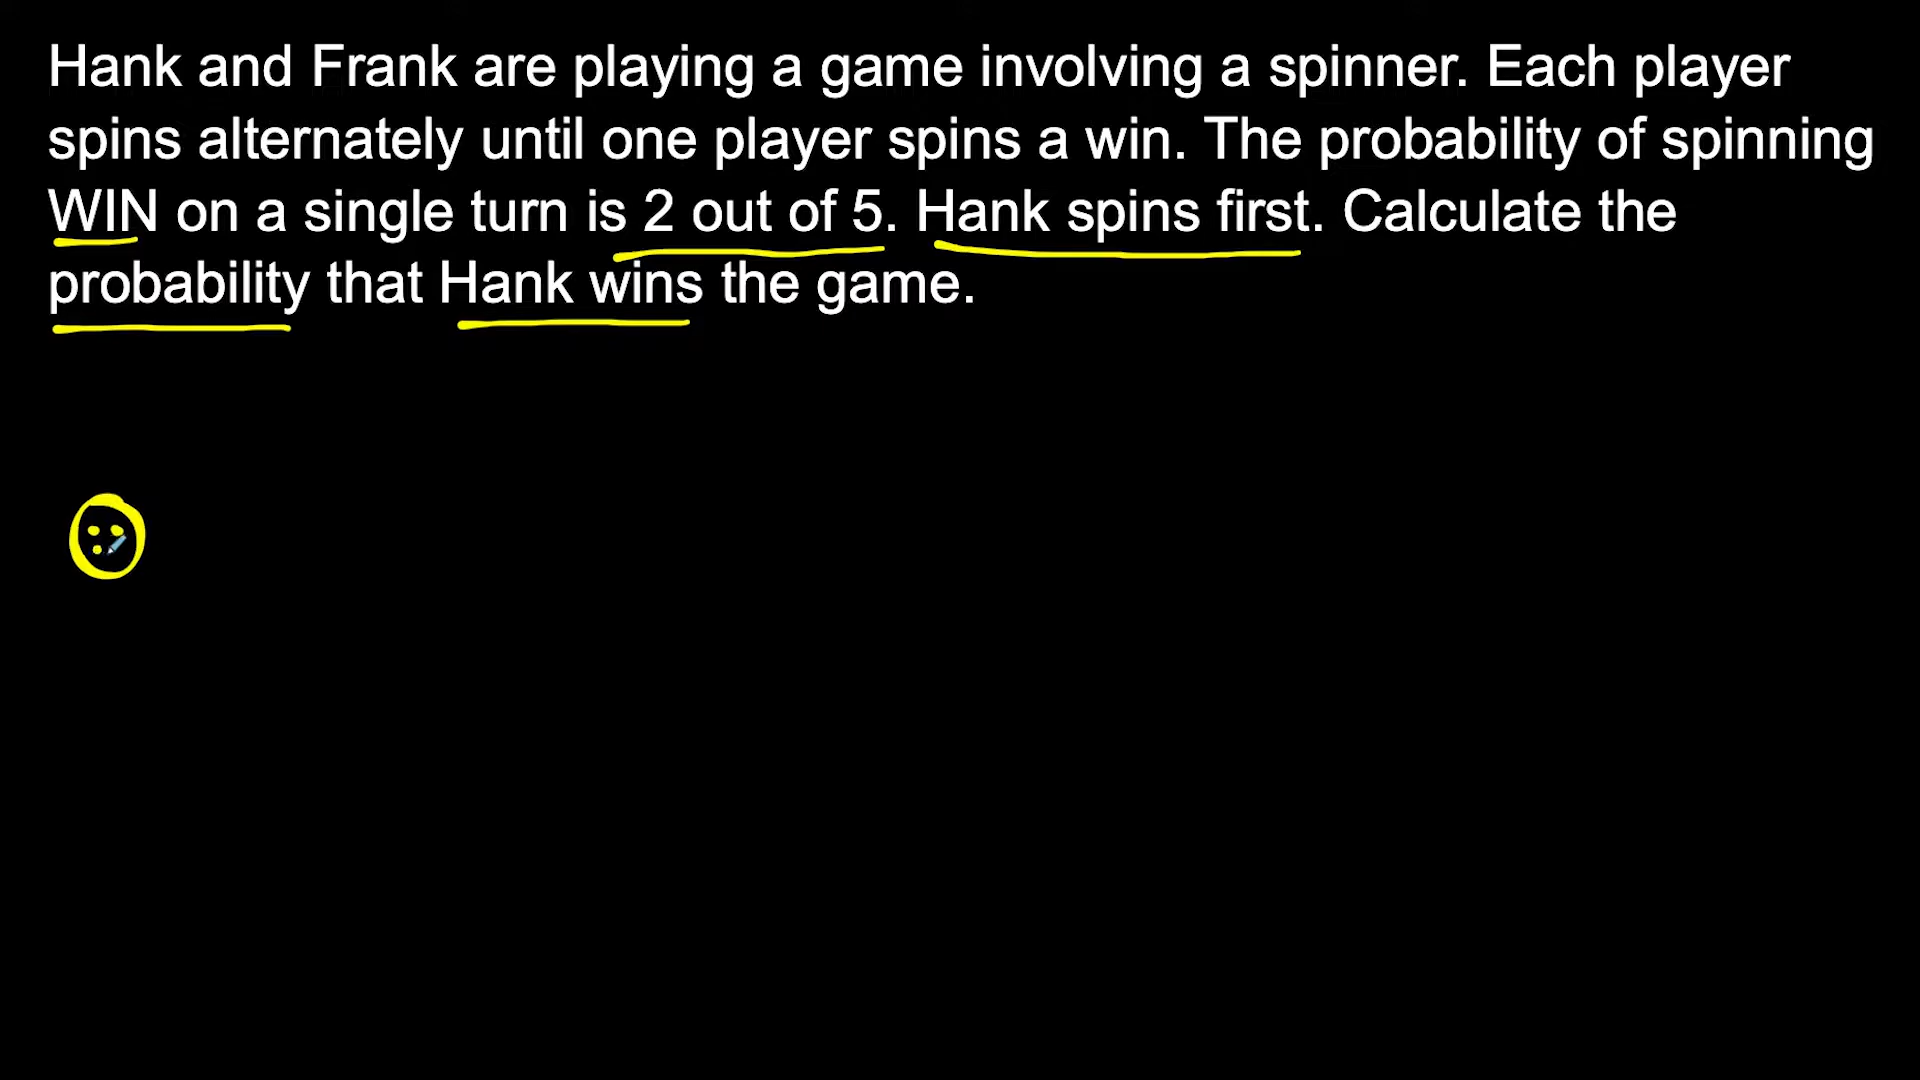 Hank and Frank are playing a game involving a spinner. Each player
spins alternately until one player spins a win. The probability of spinning
WIN on a single turn is 2 out of 5. Hank spins first. Calculate the
probability that Hank wins the game.